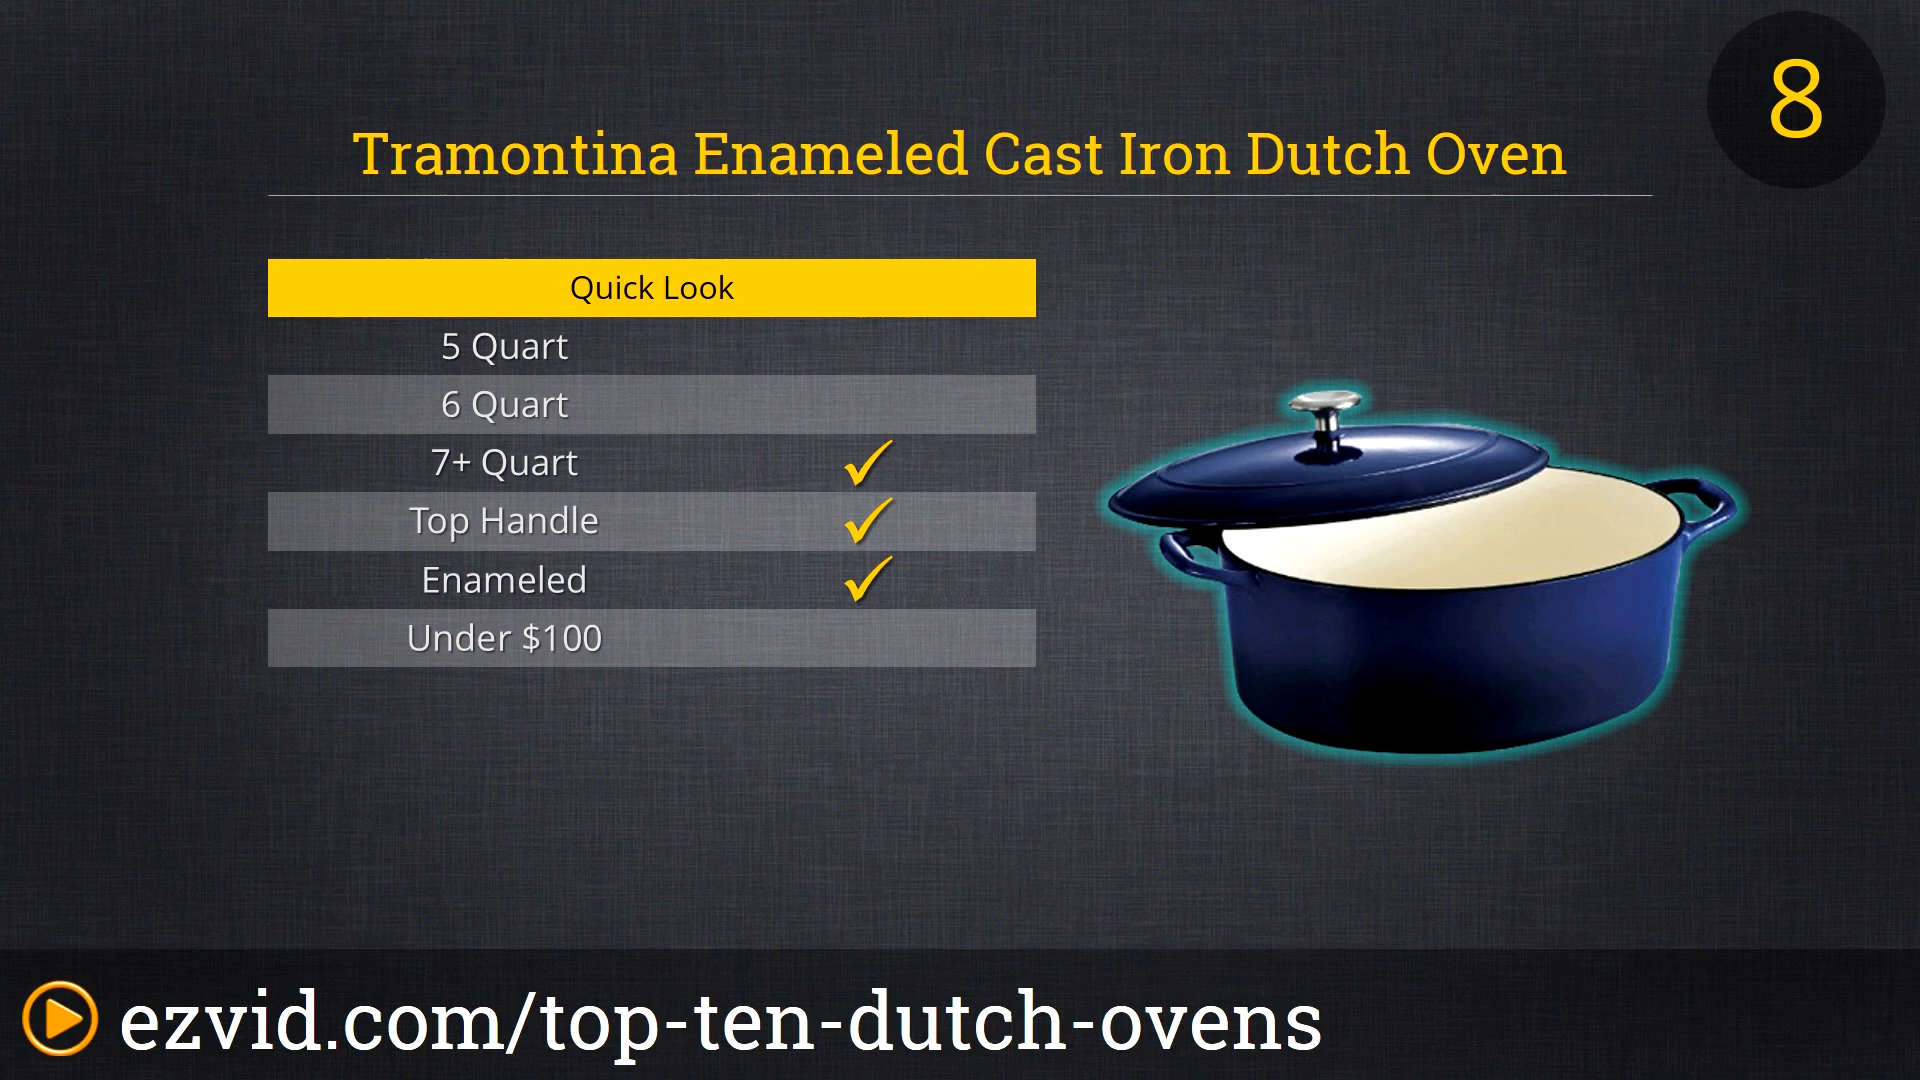 8
Tramontina Enameled Cast Iron Dutch Oven
Quick Look
5 Quart
6 Quart
7+ Quart
Top Handle
Enameled
Under $100
ezvid.com/top-ten-dutch-ovens